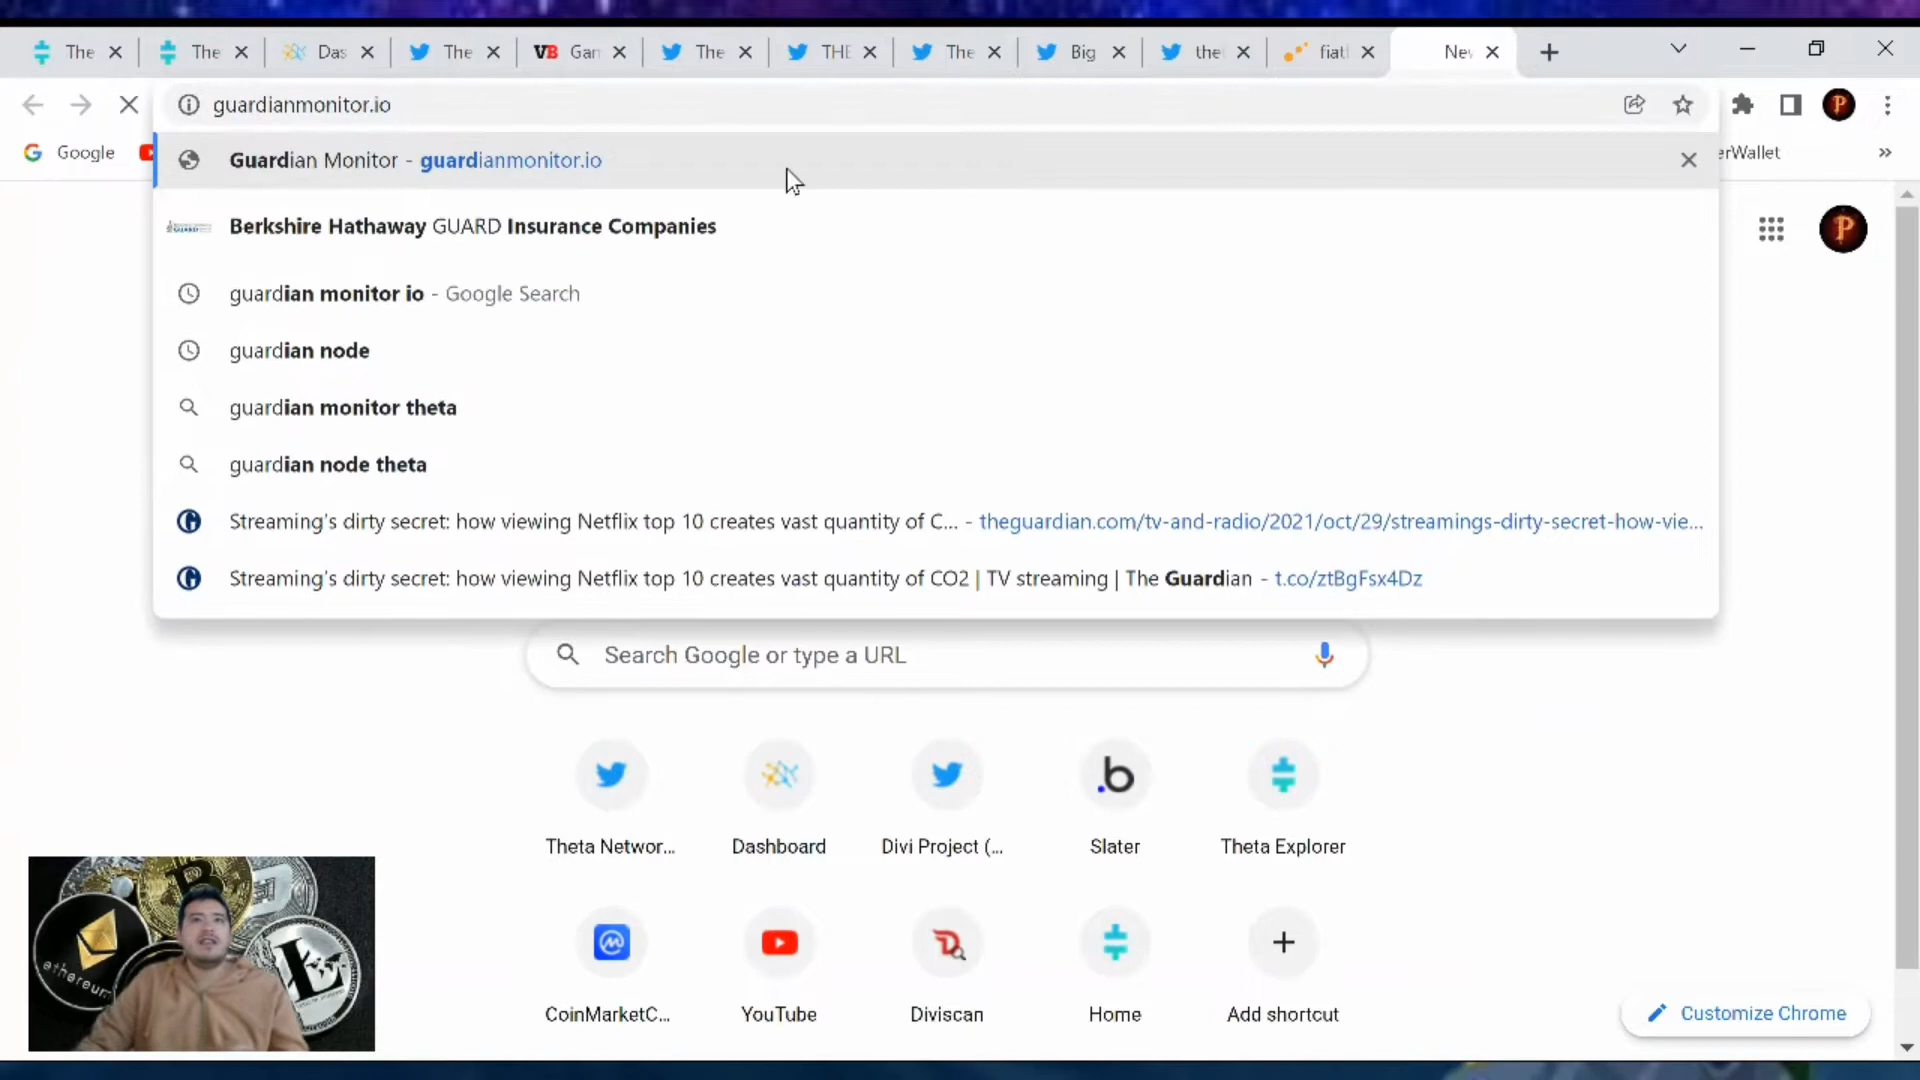 The
The
Das
The
VB Gan
The
THE
The
Big
the
fiat
Nev
guardianmonitor.io
Google
erWallet
Guardian Monitor - guardianmonitor.io
Berkshire Hathaway GUARD Insurance Companies
guardian monitor io - Google Search
guardian node
guardian monitor theta
guardian node theta
Streaming's dirty secret: how viewing Netflix top 10 creates vast quantity of C... - theguardian.com/tv-and-radio/2021/oct/29/streamings-dirty-secret-how-vie...
Streaming's dirty secret: how viewing Netflix top 10 creates vast quantity of CO2 | TV streaming | The Guardian - t.co/ztBgFsx4Dz
Search Google or type a URL
Theta Networ...
Dashboard
Divi Project (...
Slater
Theta Explorer
CoinMarketC...
YouTube
Diviscan
Home
Add shortcut
Customize Chrome
ethereum